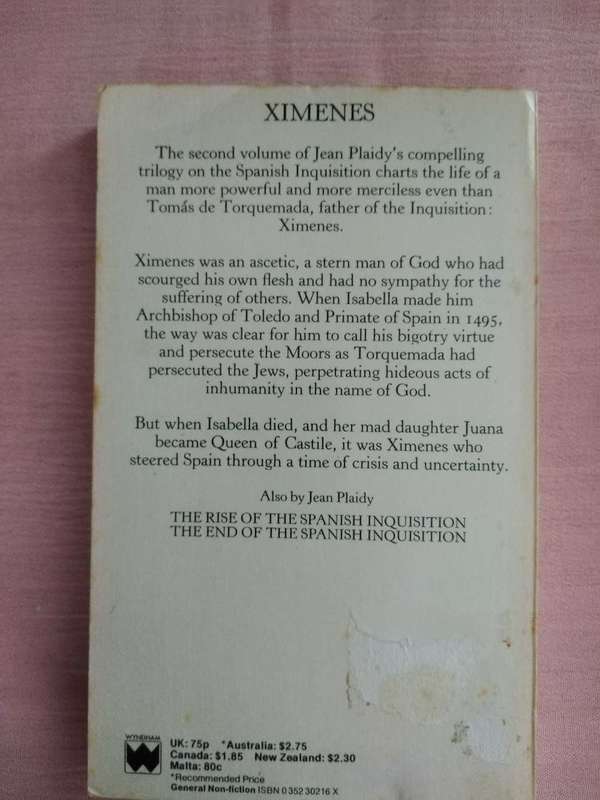 XIMENES
The second volume of Jean Plaidy's compelling
trilogy on the Spanish Inquisition charts the life of a
man more powerful and more merciless even than
Tomás de Torquemada, father of the Inquisition:
Ximenes.
Ximenes was an ascetic, a stern man of God who had
scourged his own flesh and had no sympathy for the
suffering of others. When Isabella made him
Archbishop of Toledo and Primate of Spain in 1495,
the way was clear for him to call his bigotry virtue
and persecute the Moors as Torquemada had
persecuted the Jews, perpetrating hideous acts of
inhumanity in the name of God.
But when Isabella died, and her mad daughter Juana
became Queen of Castile, it was Ximenes who
steered Spain through a time of crisis and uncertainty.
Also by Jean Plaidy
THE RISE OF THE SPANISH INQUISITION
THE END OF THE SPANISH INQUISITION
WYNDHAM
UK: 75p *Australia: $2.75
Canada: $1.85 New Zealand: $2.30
Malta: 80c
*Recommended Price
General Non-fiction ISBN 0 352 30216 X